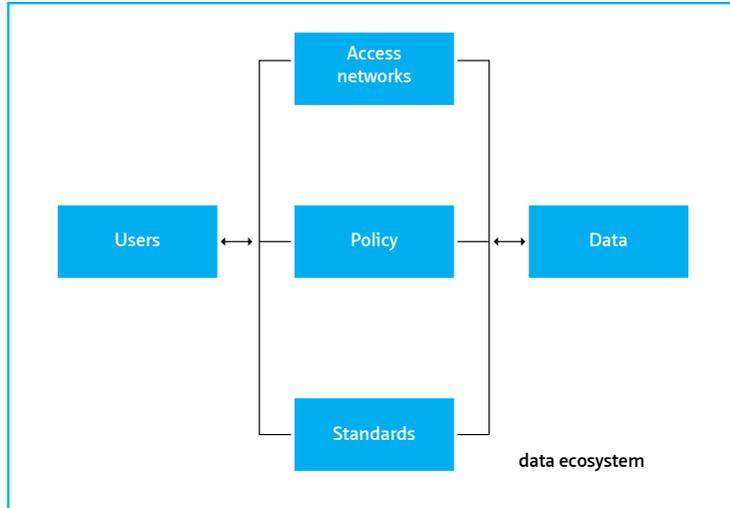 Access
networks
Users
Policy
Data
Standards
data ecosystem